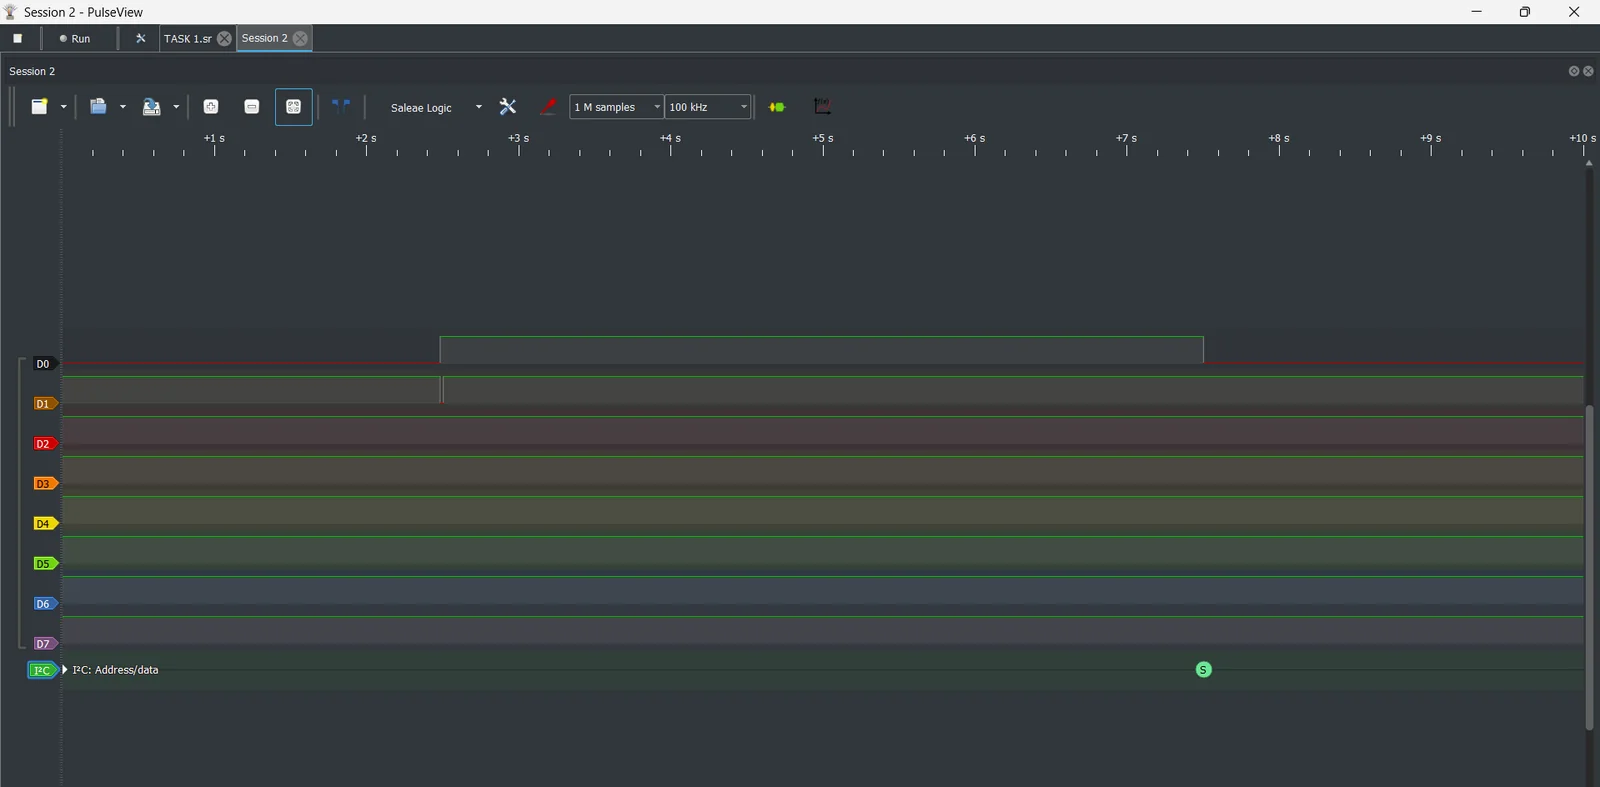 Session 2 - PulseView
Run
TASK 1.sr
Session 2
Session 2
Saleae Logic
1 M samples
100 kHz
+1 s +2 s +3 s +4 s +5 s +6 s +7 s +8 s +9 s +10 s
D0
D1
D2
D3
D4
D5
D6
D7
I²C I²C: Address/data S